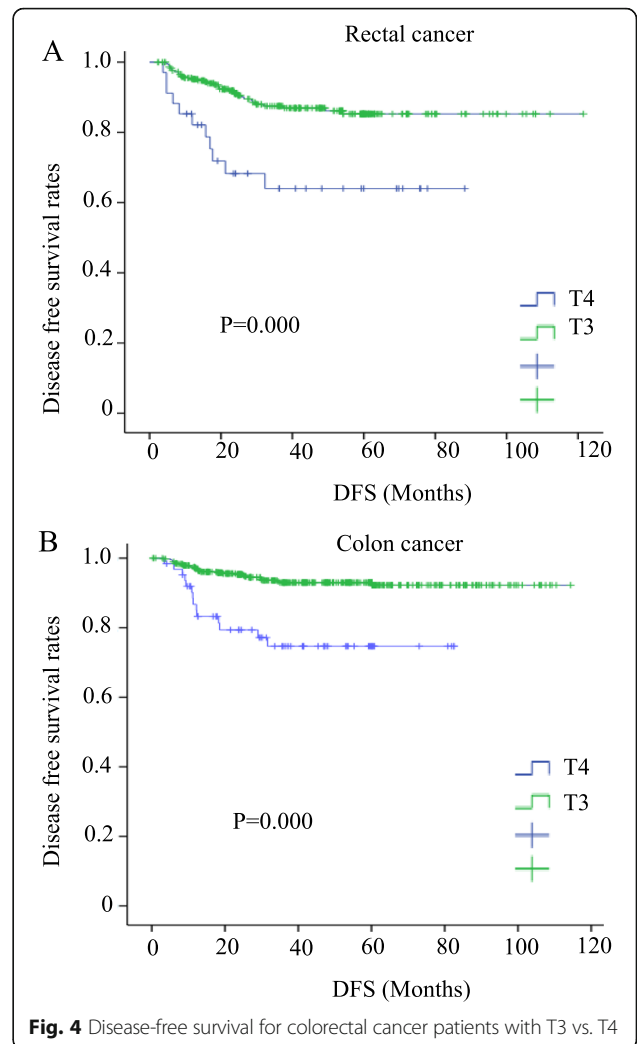 A
Rectal cancer
1.0
0.8
0.6
0.4
0.2
0
Disease free survival rates
P=0.000
T4
T3
0 20 40 60 80 100 120
DFS (Months)
B
Colon cancer
1.0
0.8
0.6
0.4
0.2
0
Disease free survival rates
P=0.000
T4
T3
0 20 40 60 80 100 120
DFS (Months)
Fig. 4 Disease-free survival for colorectal cancer patients with T3 vs. T4